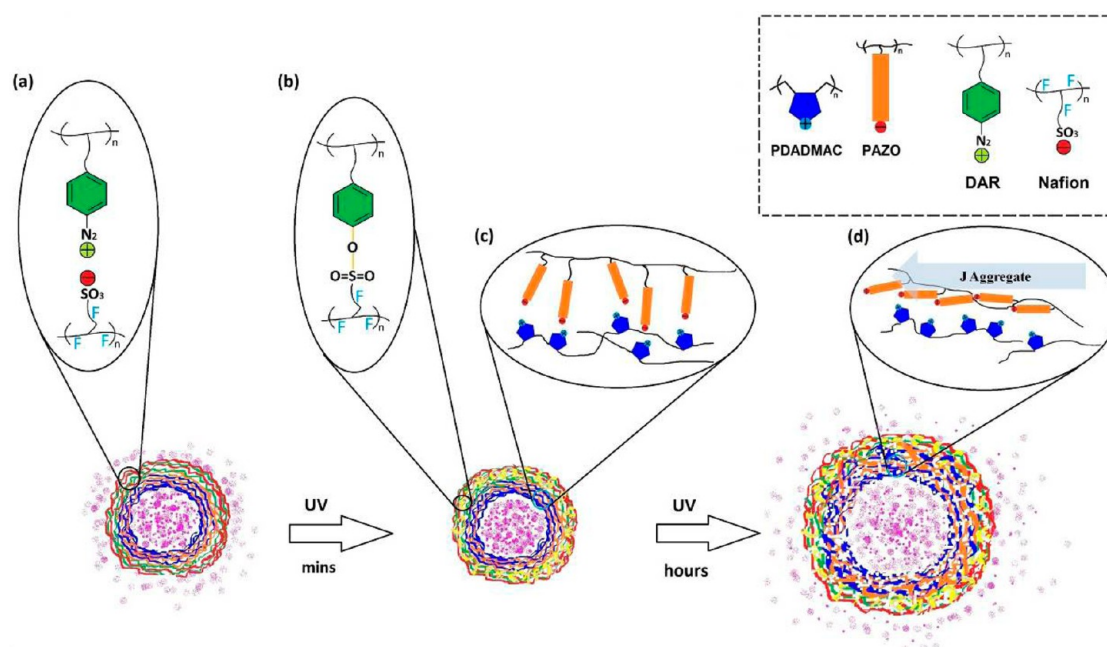 (a)
n
N₂
+
−
SO₃
F
F F n
(b)
n
O
O=S=O
F
F F n
(c)
(d)
J Aggregate
n
PDADMAC
+
n
PAZO
−
n
N₂
+
DAR
F F n
F
SO₃
−
Nafion
UV
mins
UV
hours